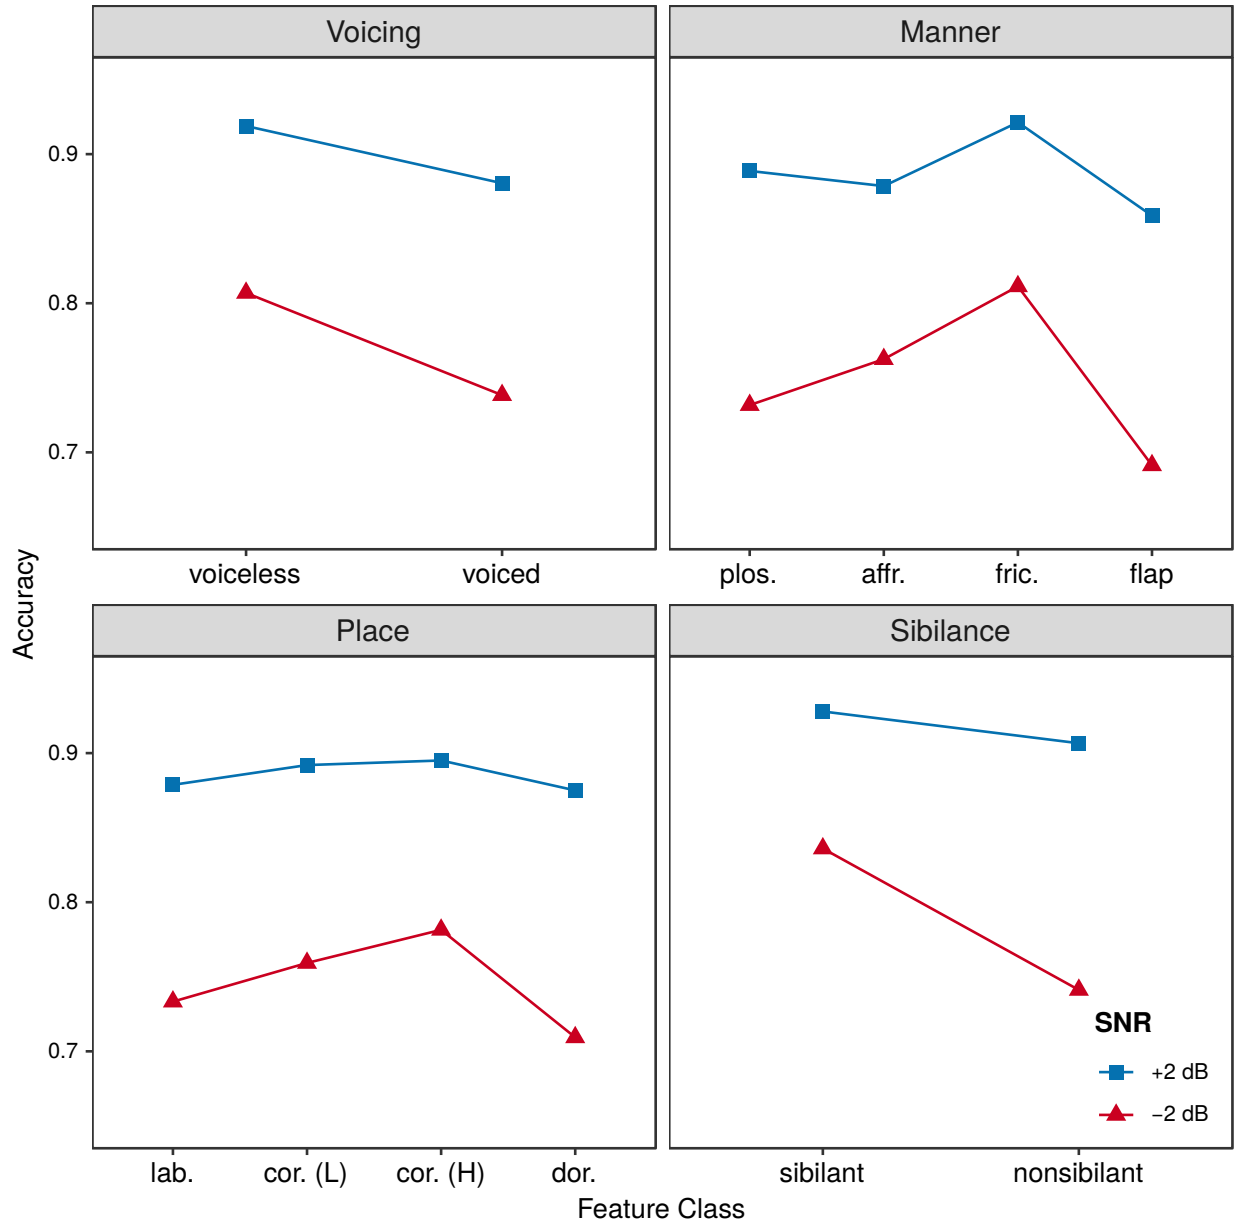 Voicing
Manner
0.9
0.8
0.7
voiceless voiced
plos. affr. fric. flap
Accuracy
Place
Sibilance
0.9
0.8
0.7
SNR
+2 dB
−2 dB
lab. cor. (L) cor. (H) dor.
sibilant nonsibilant
Feature Class